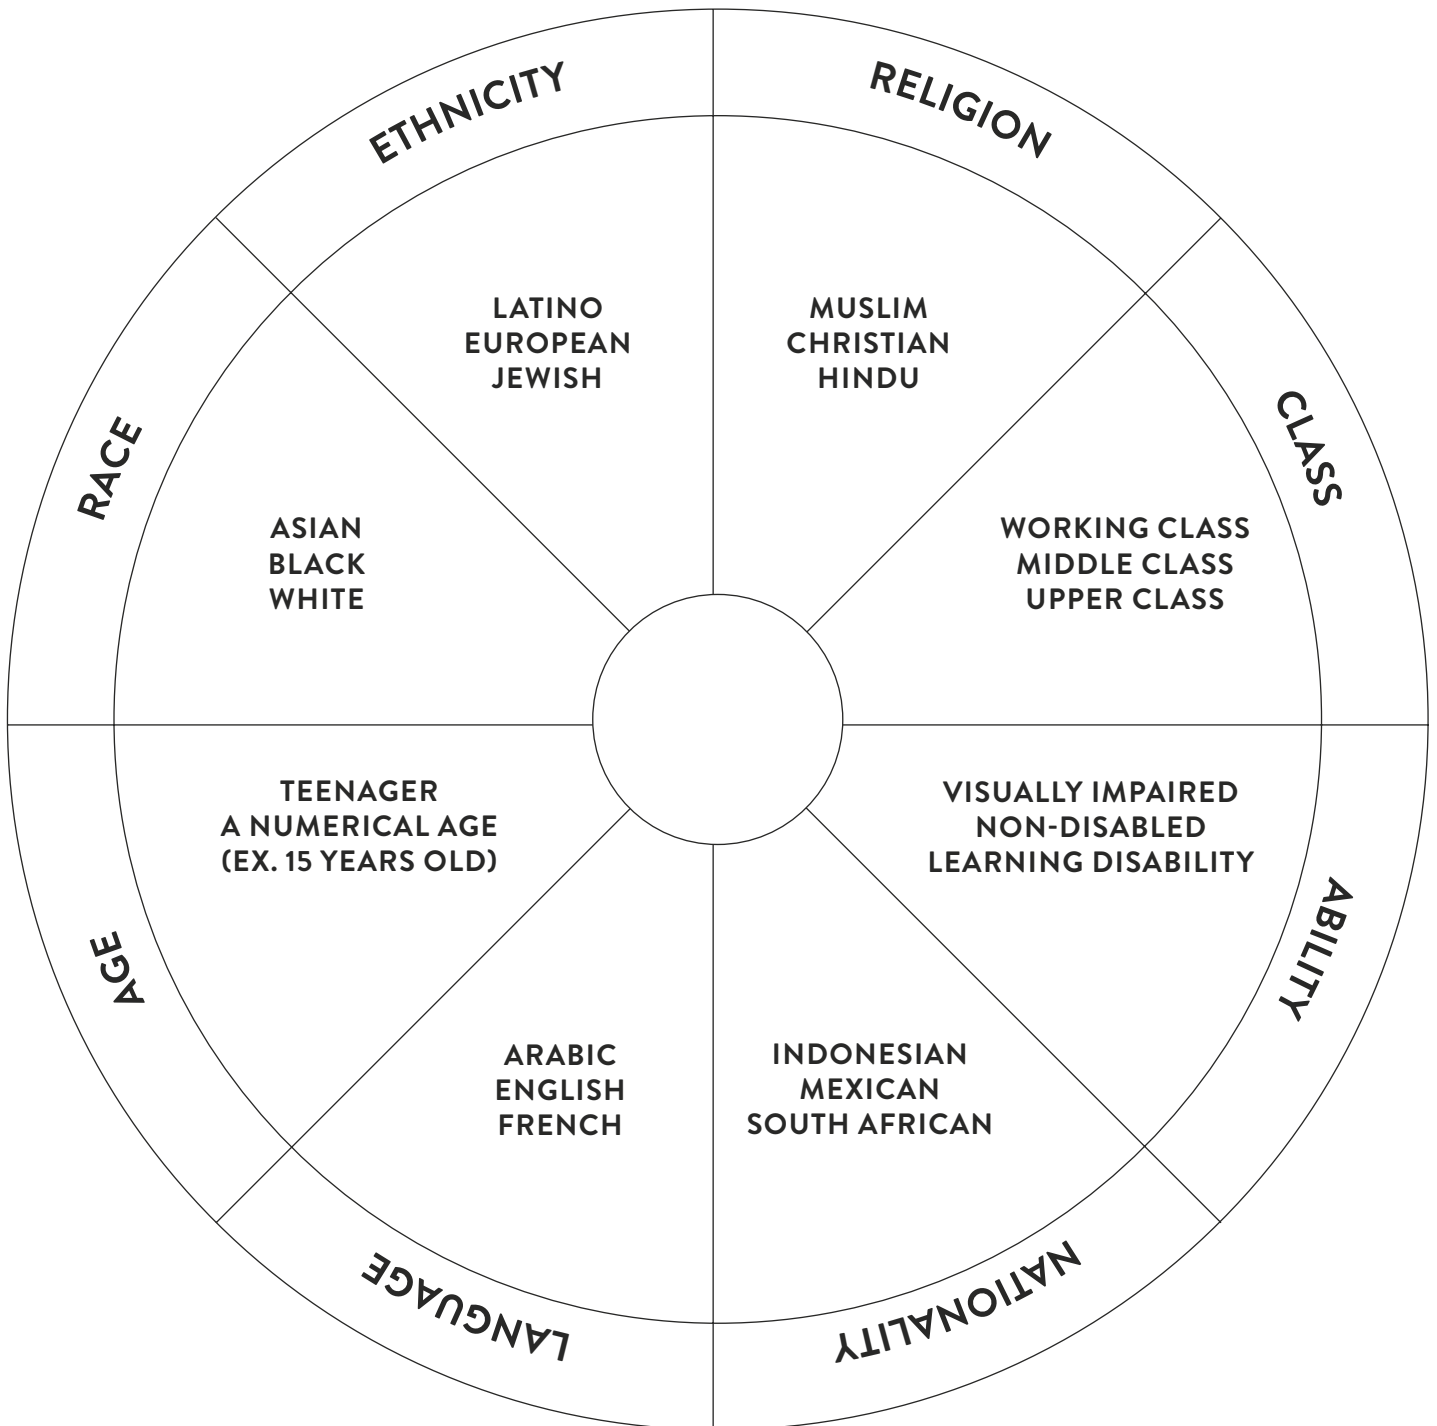 ETHNICITY
LATINO
EUROPEAN
JEWISH
RELIGION
MUSLIM
CHRISTIAN
HINDU
CLASS
WORKING CLASS
MIDDLE CLASS
UPPER CLASS
ABILITY
VISUALLY IMPAIRED
NON-DISABLED
LEARNING DISABILITY
NATIONALITY
INDONESIAN
MEXICAN
SOUTH AFRICAN
LANGUAGE
ARABIC
ENGLISH
FRENCH
AGE
TEENAGER
A NUMERICAL AGE
(EX. 15 YEARS OLD)
RACE
ASIAN
BLACK
WHITE